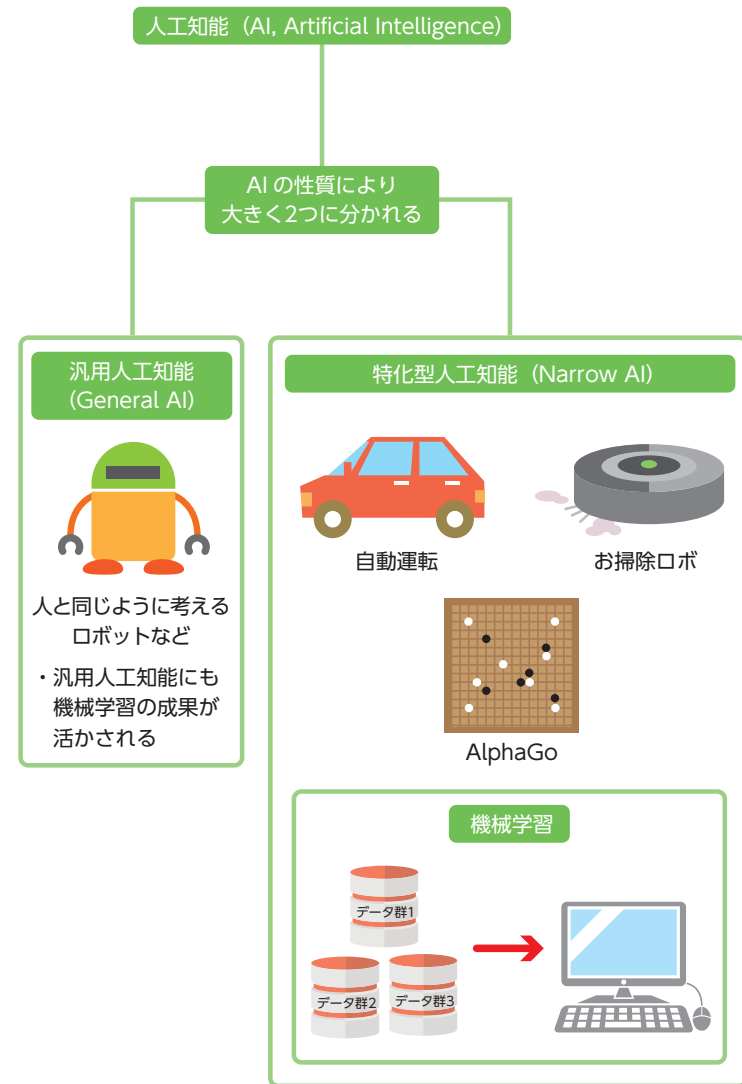 人工知能（AI, Artificial Intelligence）
AI の性質により
大きく2つに分かれる
汎用人工知能
（General AI）
人と同じように考える
ロボットなど
・汎用人工知能にも
機械学習の成果が
活かされる
特化型人工知能（Narrow AI）
自動運転
お掃除ロボ
AlphaGo
機械学習
データ群1
データ群2
データ群3